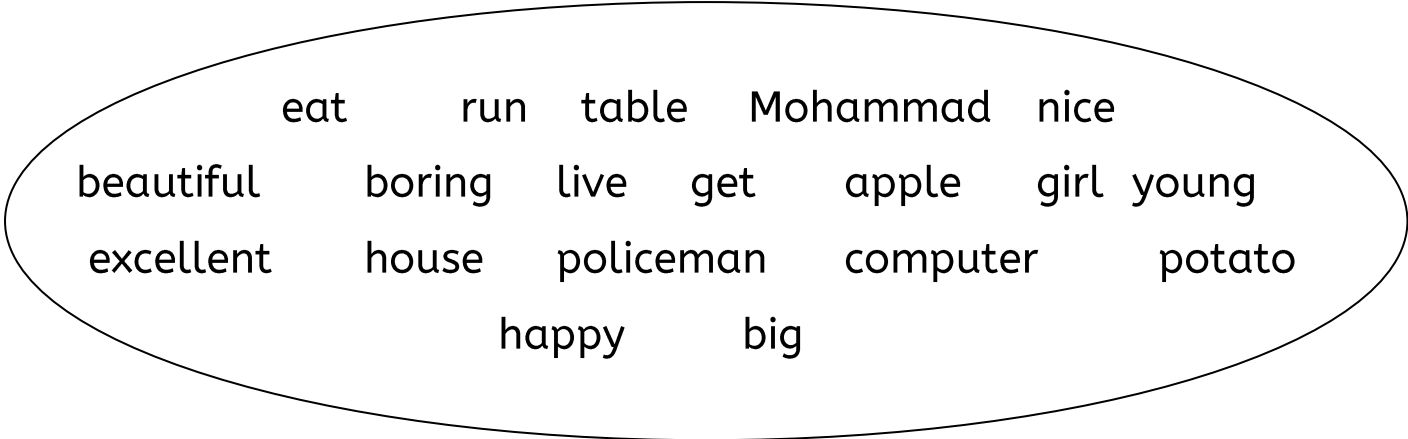 eat run table Mohammad nice
beautiful boring live get apple girl young
excellent house policeman computer potato
happy big